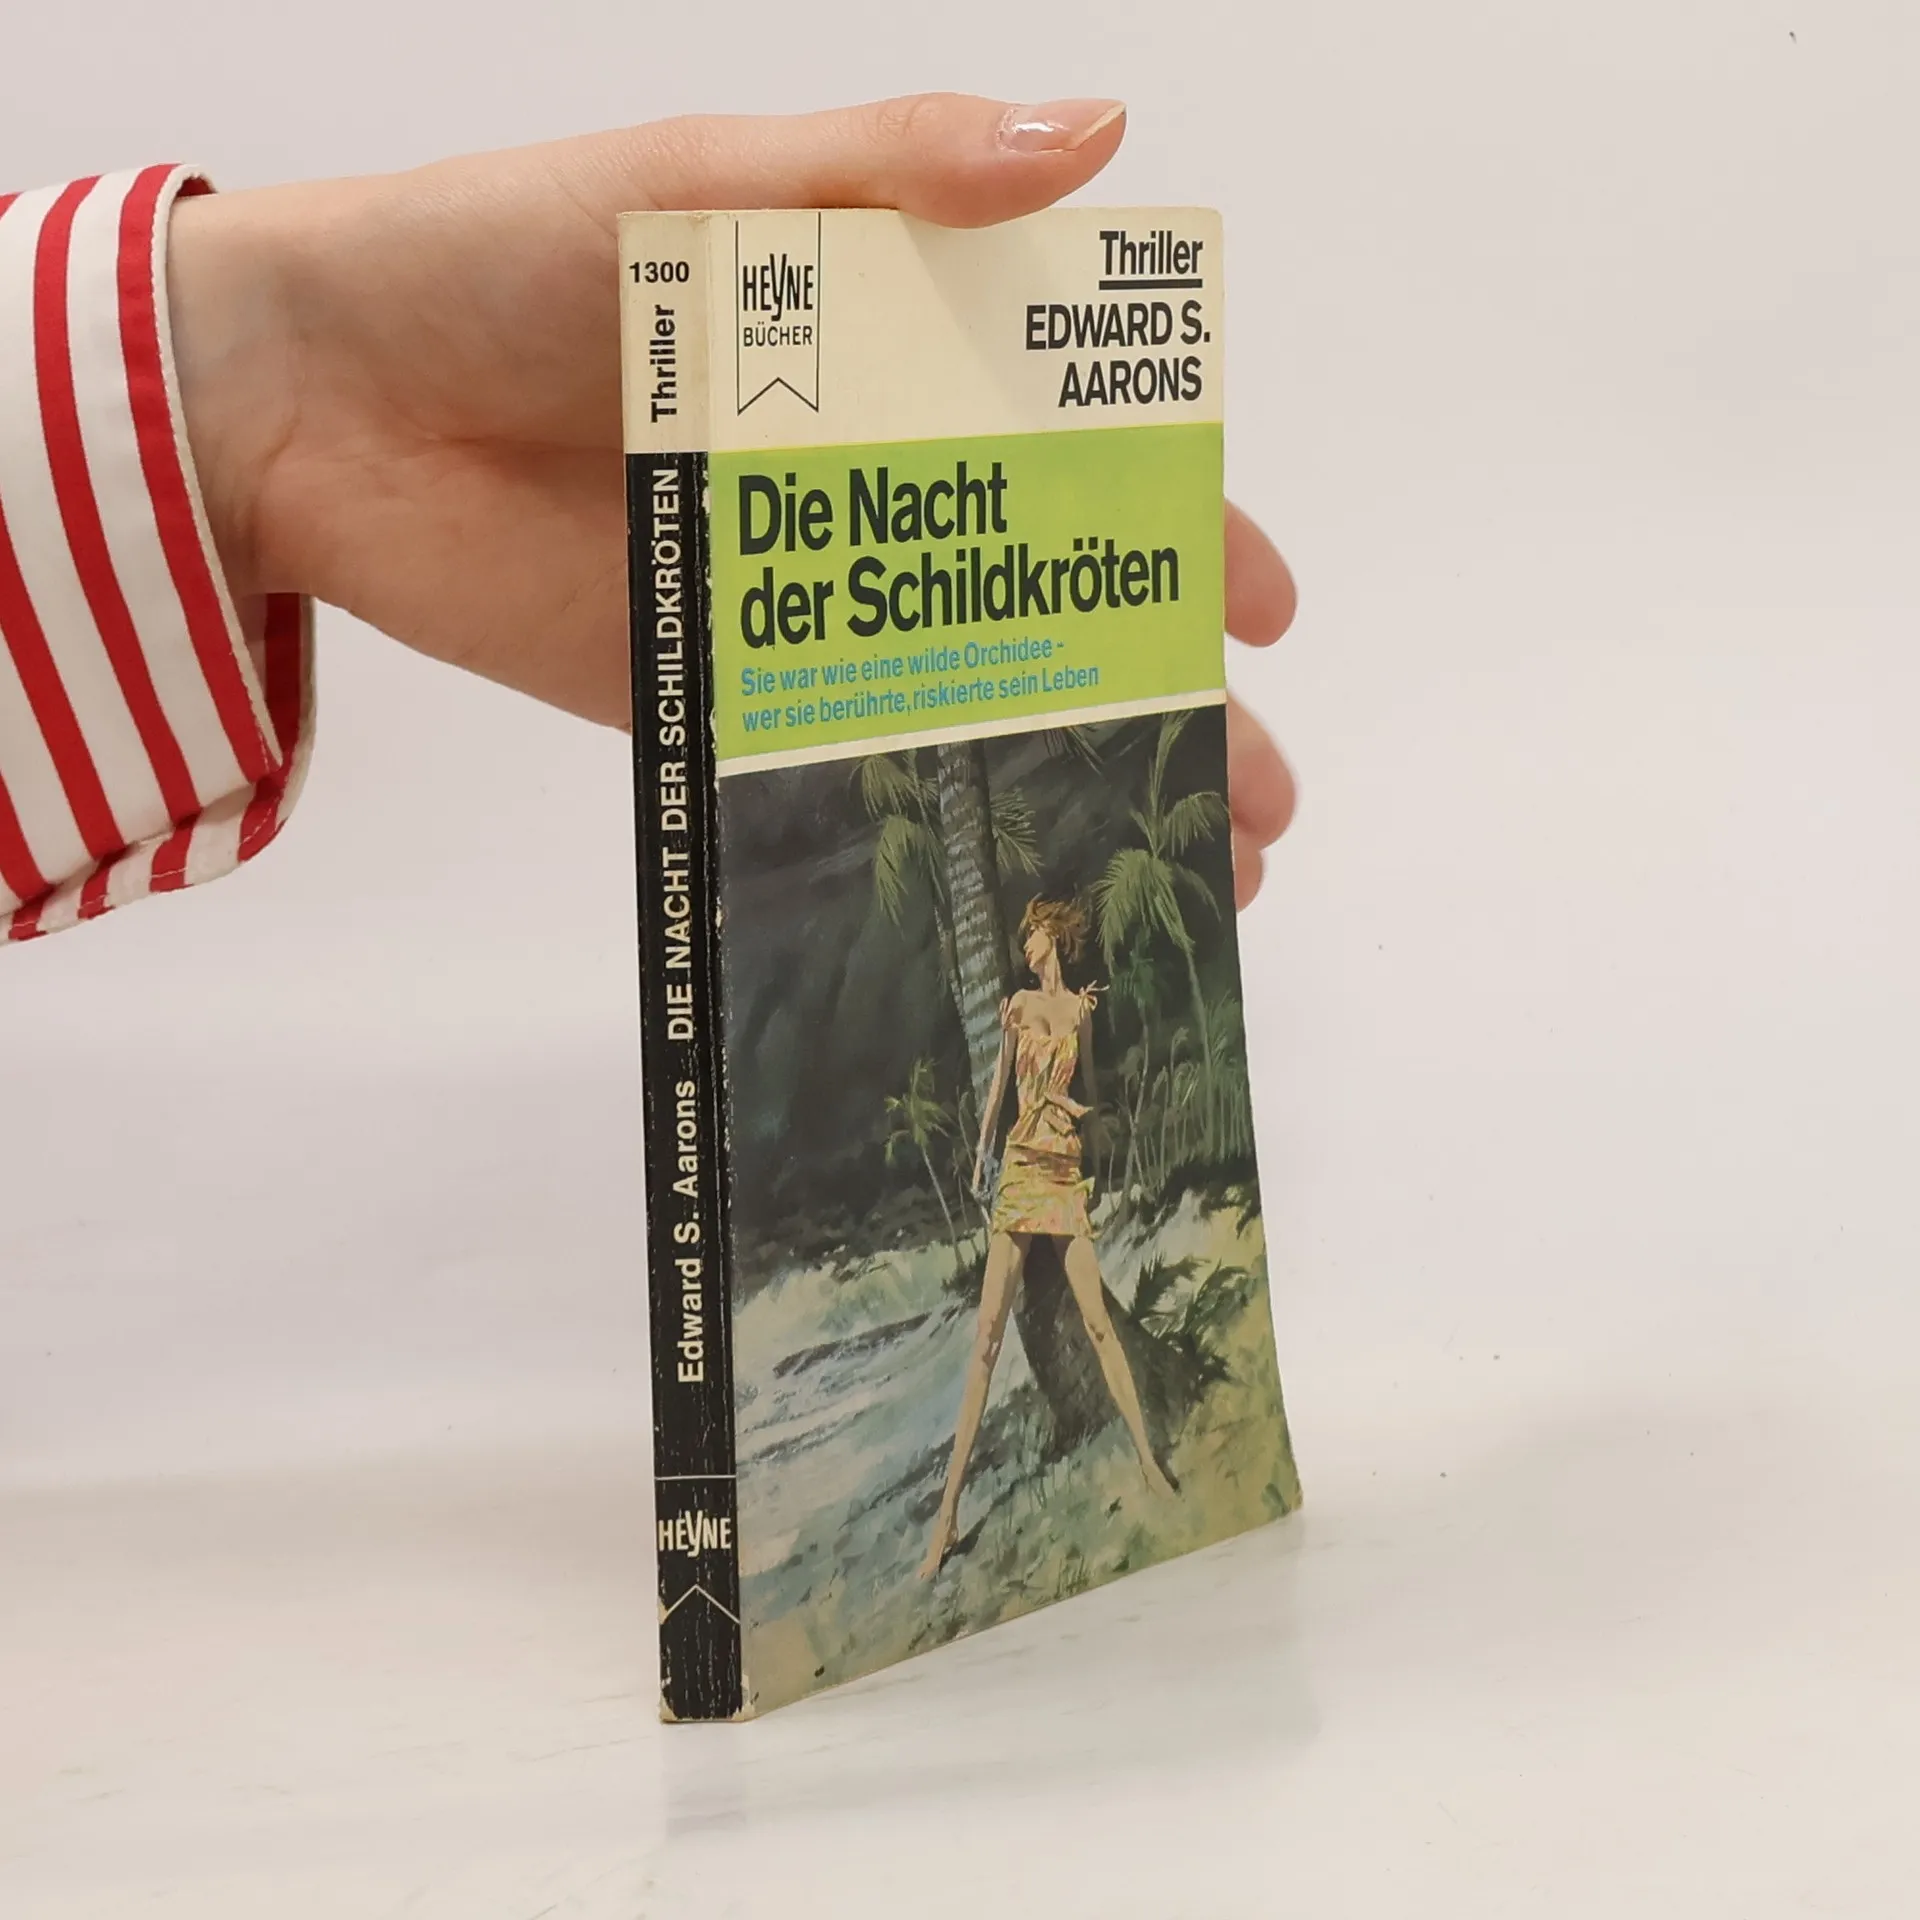 1300
Thriller
DIE NACHT DER SCHILDKRÖTEN
Edward S. Aarons
HEYNE
HEYNE
BÜCHER
Thriller
EDWARD S.
AARONS
Die Nacht
der Schildkröten
Sie war wie eine wilde Orchidee -
wer sie berührte, riskierte sein Leben